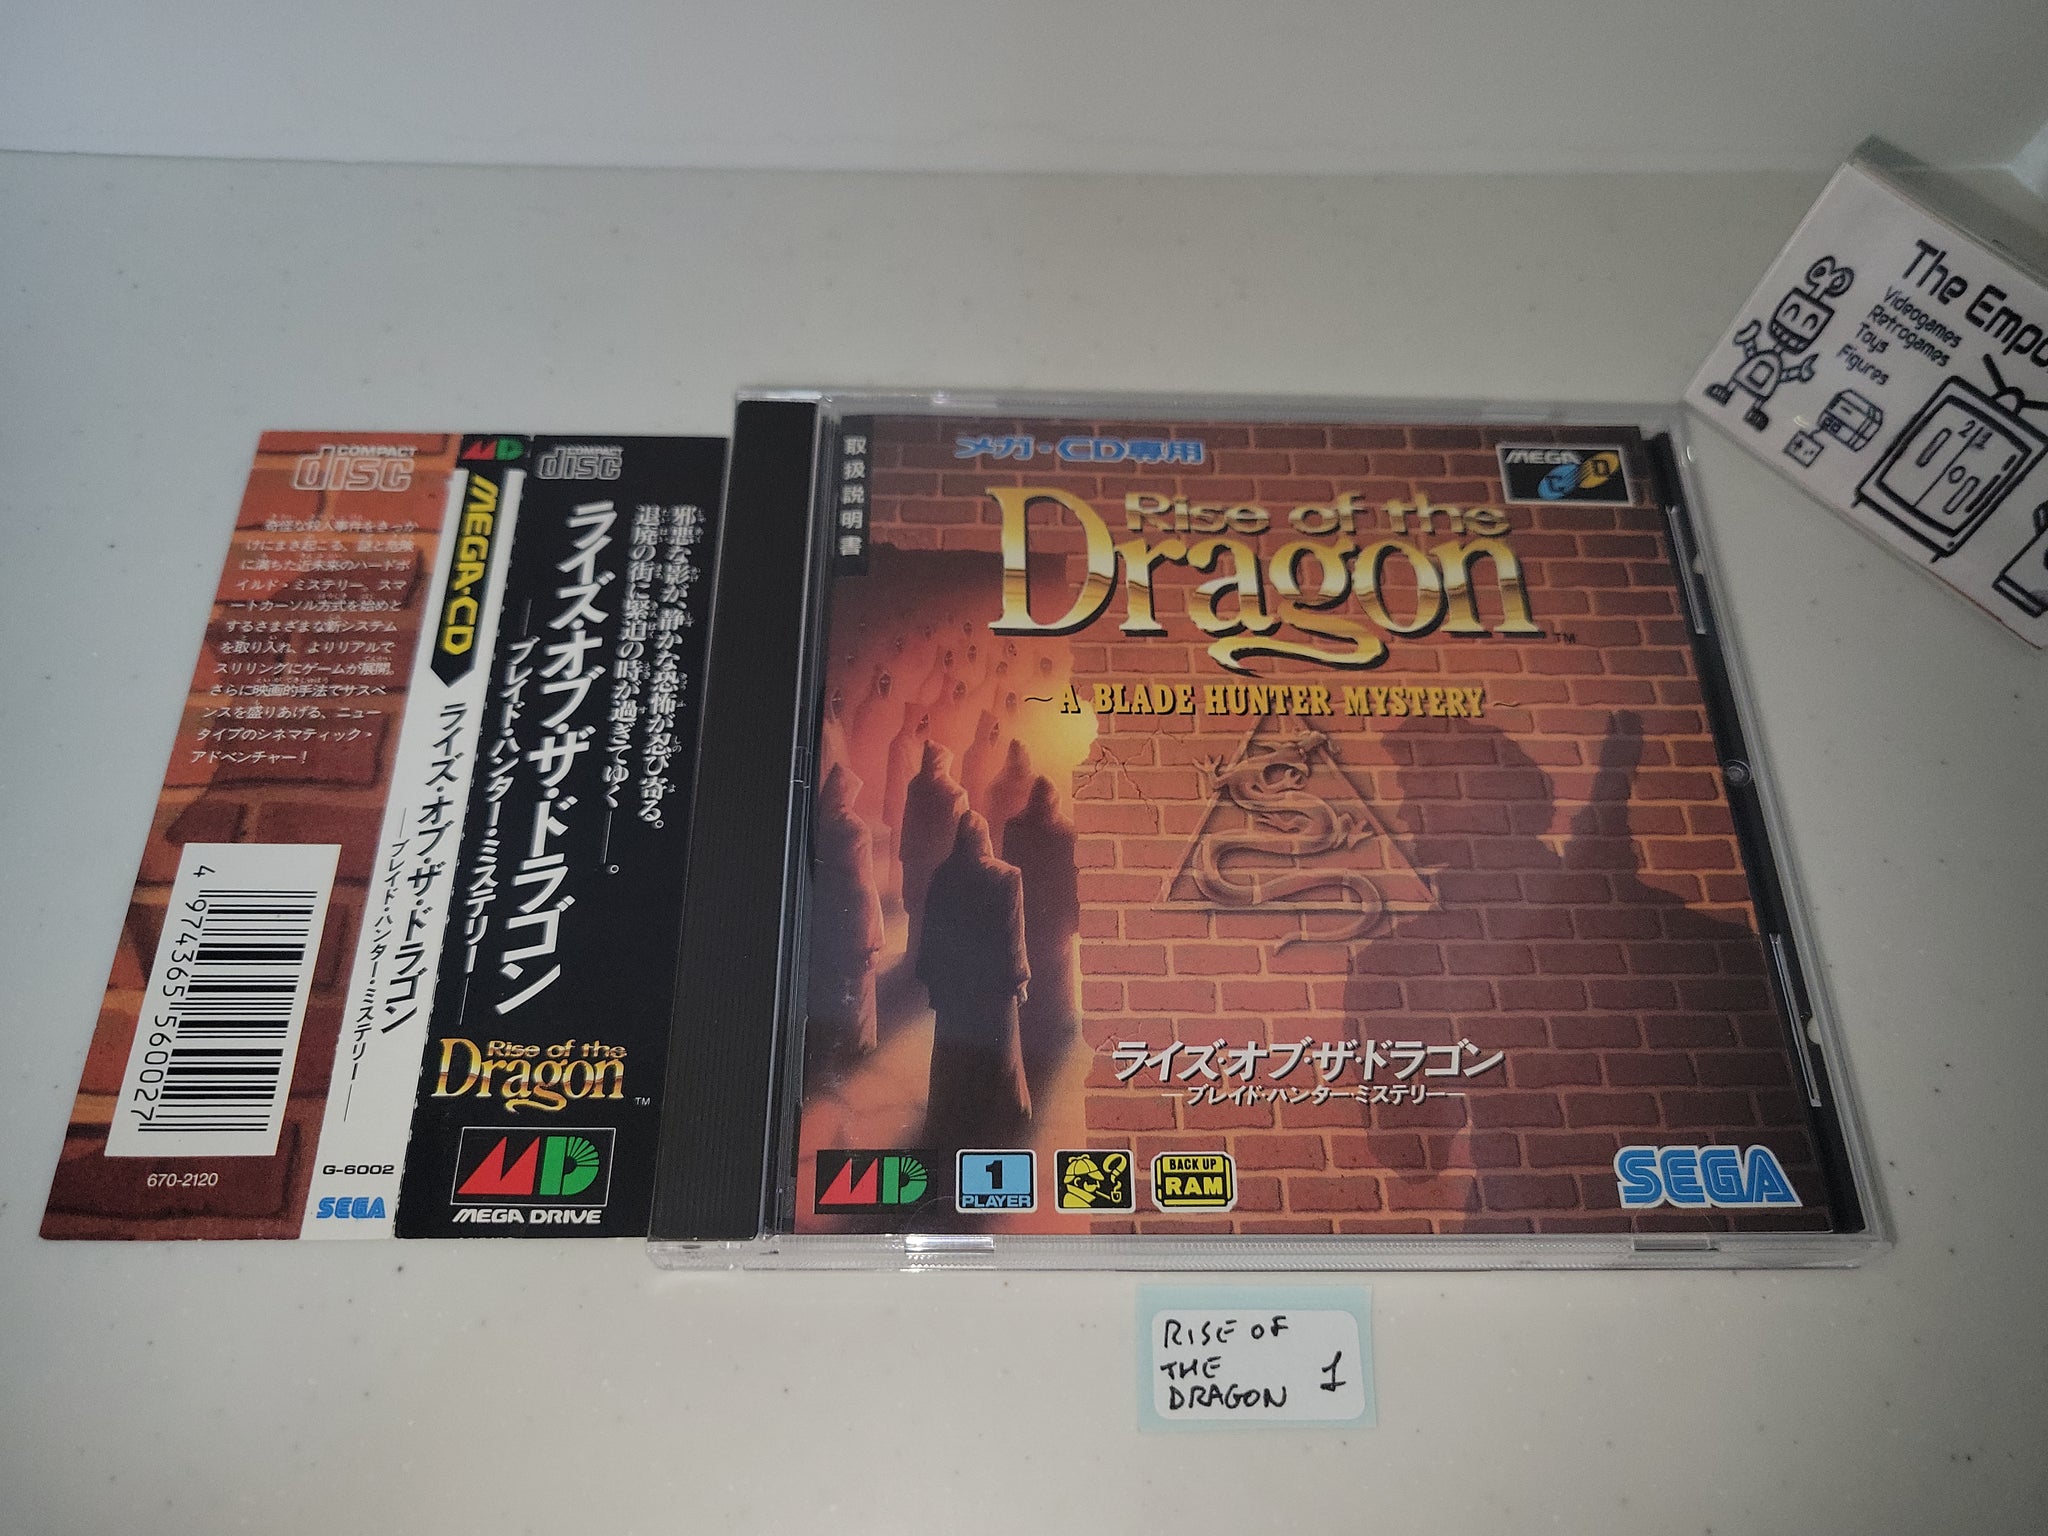 COMPACT
disc
奇怪な殺人事件をきっか
けにまき起こる、謎と危険
に満ちた近未来のハードボ
イルド・ミステリー、スマ
ートカーソル方式を始めと
するさまざまな新システム
を取り入れ、よりリアルで
スリリングにゲームが展開。
さらに映画的手法でサスペ
ンスを盛りあげる、ニュー
タイプのシネマティック・
アドベンチャー!
4 974365 560027
670-2120
MD
MEGA-CD
ライズ・オブ・ザ・ドラゴン
―ブレイド・ハンター・ミステリー―
G-6002
SEGA
COMPACT
disc
邪悪な影が、静かな恐怖が忍び寄る。
退廃の街に緊迫の時が過ぎてゆく――。
ライズ・オブ・ザ・ドラゴン
―ブレイド・ハンター・ミステリー―
Rise of the
Dragon
TM
MD
MEGA DRIVE
取扱説明書
メガ・CD専用
MEGA
CD
Rise of the
Dragon
TM
~A BLADE HUNTER MYSTERY~
ライズ・オブ・ザ・ドラゴン
―ブレイド・ハンター・ミステリー―
MD
1
PLAYER
BACK UP
RAM
SEGA
The Empo
Videogames
Retrogames
Toys
Figures
RISE OF
THE
DRAGON
1